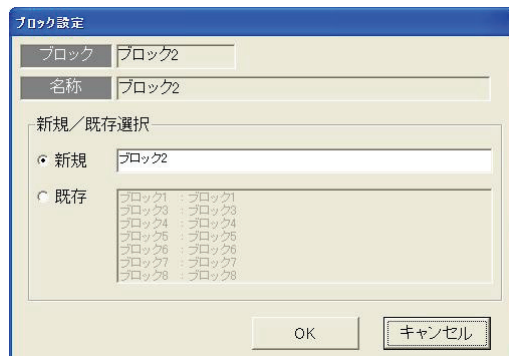 ブロック設定
ブロック ブロック2
名称 ブロック2
新規／既存選択
新規 ブロック2
既存 ブロック1 : ブロック1
ブロック3 : ブロック3
ブロック4 : ブロック4
ブロック5 : ブロック5
ブロック6 : ブロック6
ブロック7 : ブロック7
ブロック8 : ブロック8
OK キャンセル